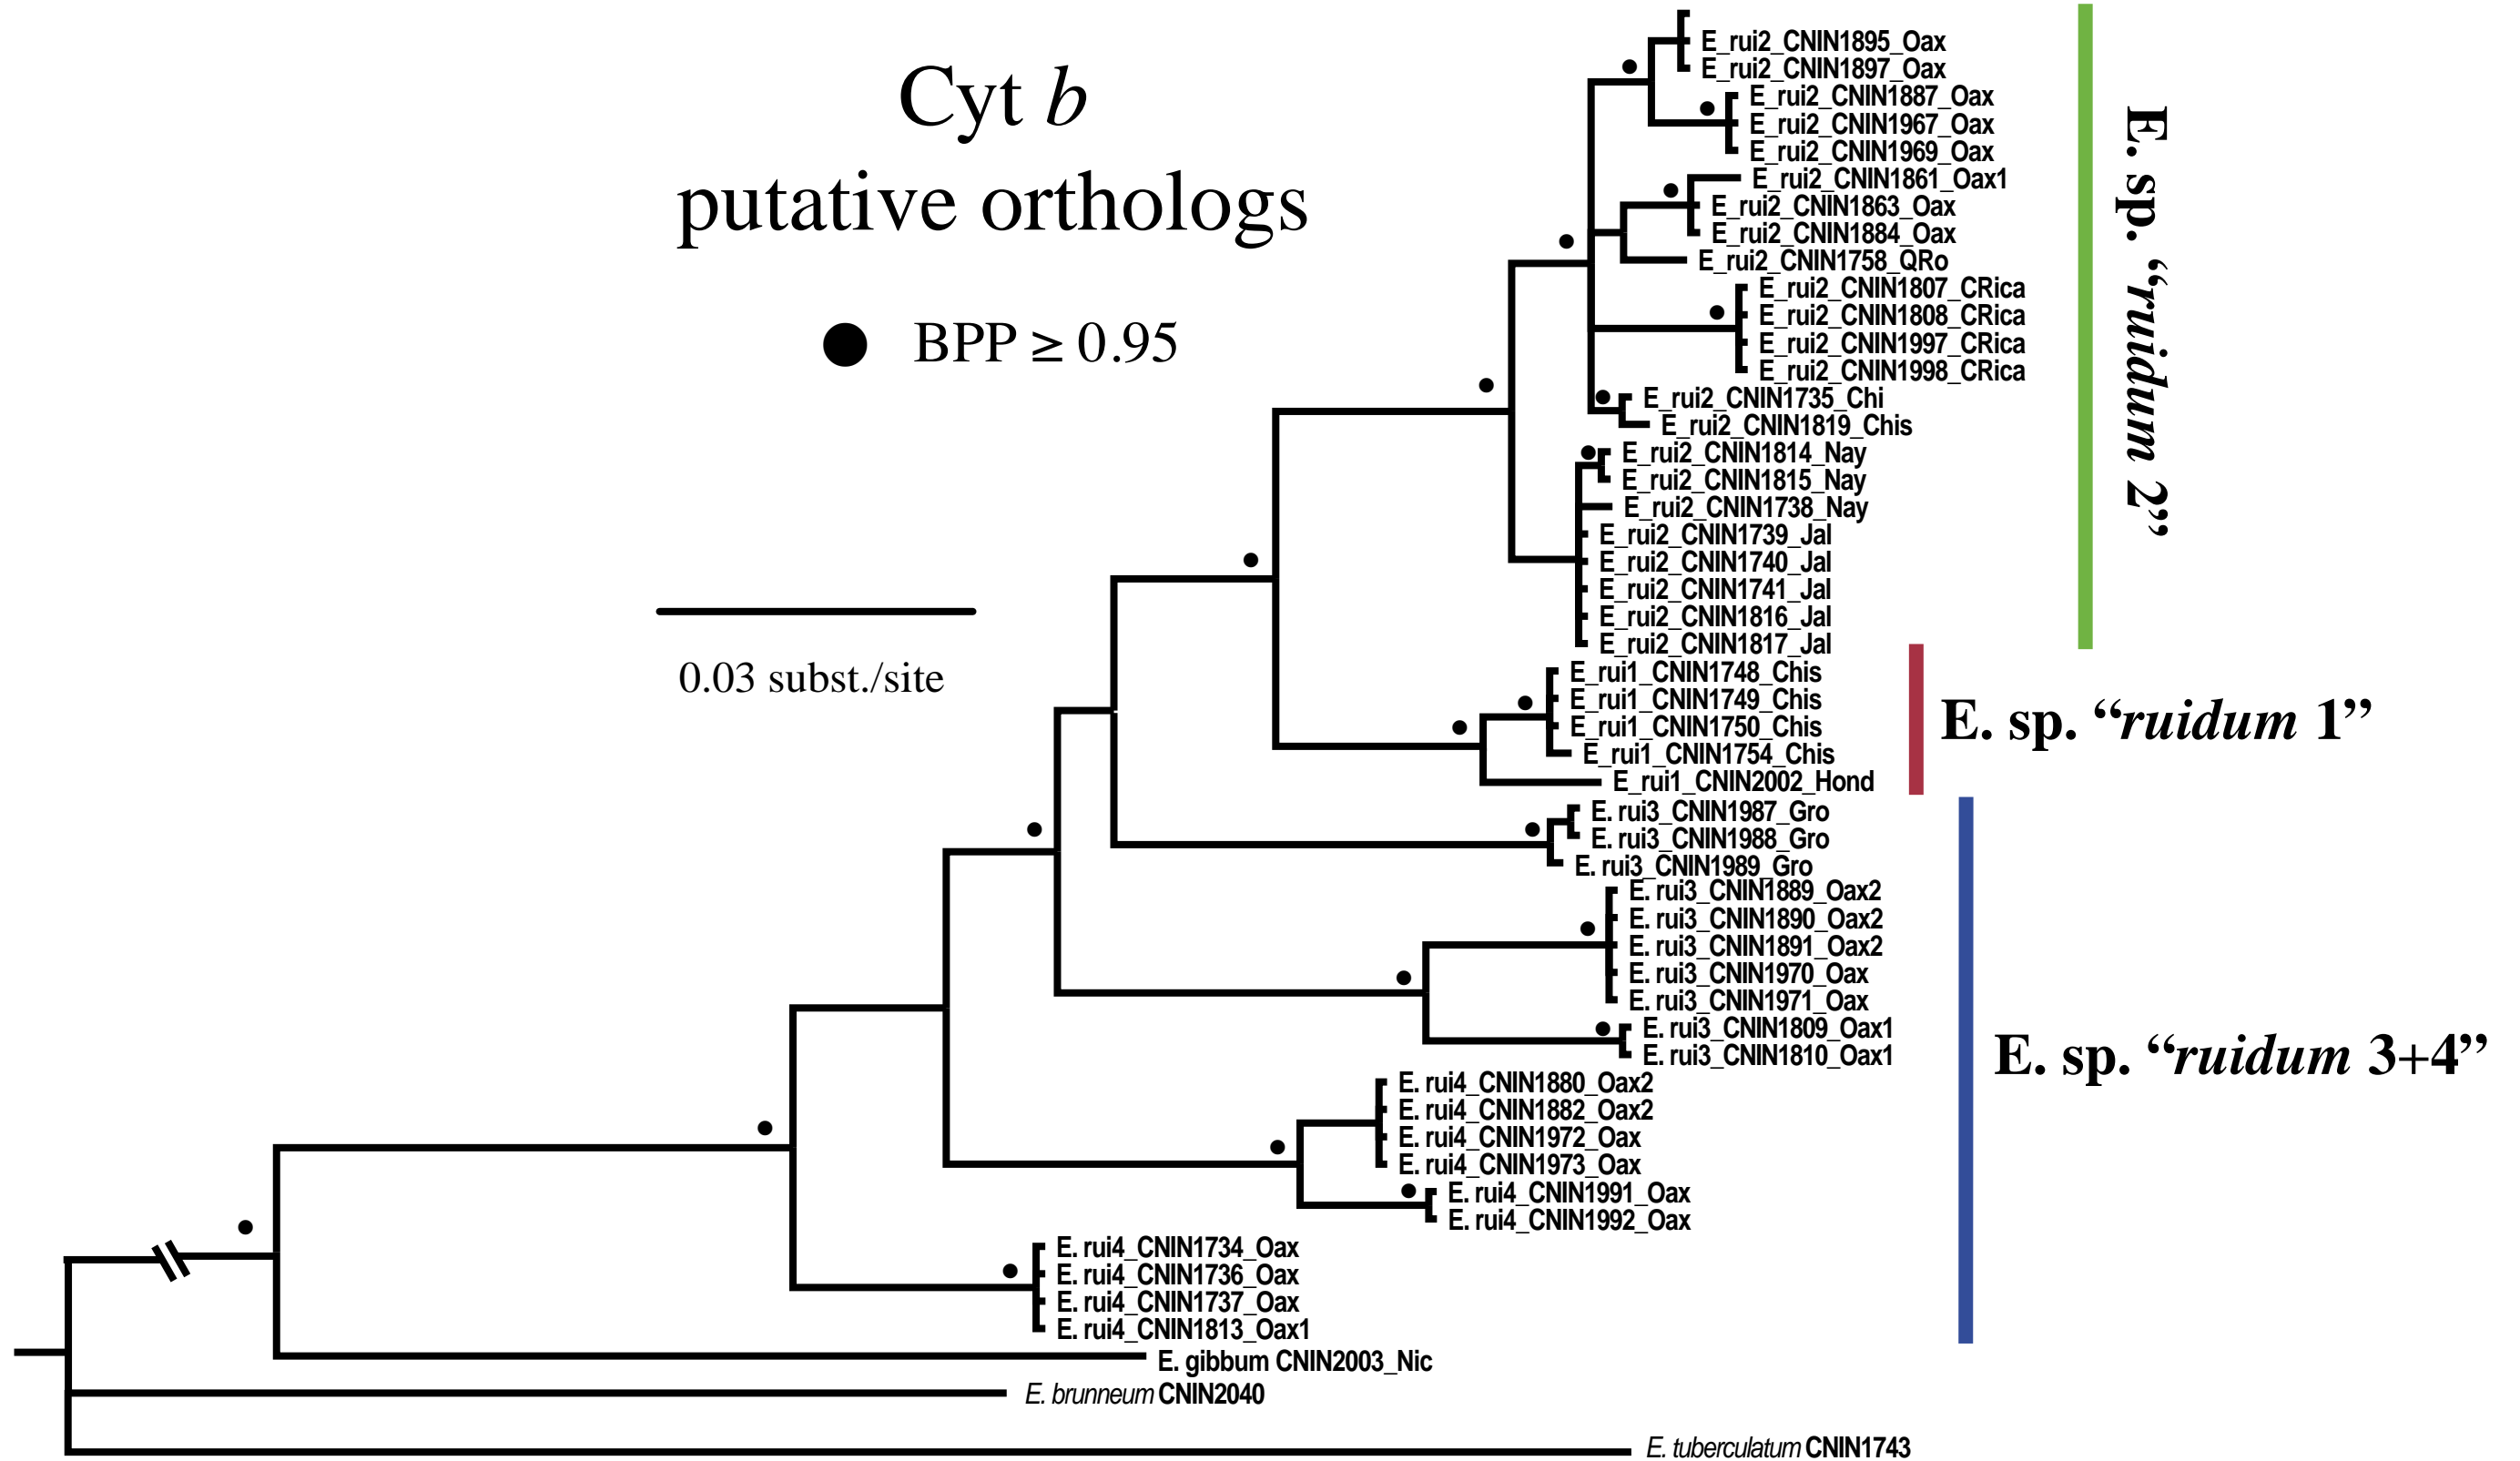 Cyt b
putative orthologs
BPP ≥ 0.95
0.03 subst./site
E_rui2_CNIN1895_Oax
E_rui2_CNIN1897_Oax
E_rui2_CNIN1887_Oax
E_rui2_CNIN1967_Oax
E_rui2_CNIN1969_Oax
E_rui2_CNIN1861_Oax1
E_rui2_CNIN1863_Oax
E_rui2_CNIN1884_Oax
E_rui2_CNIN1758_QRo
E_rui2_CNIN1807_CRica
E_rui2_CNIN1808_CRica
E_rui2_CNIN1997_CRica
E_rui2_CNIN1998_CRica
E_rui2_CNIN1735_Chi
E_rui2_CNIN1819_Chis
E_rui2_CNIN1814_Nay
E_rui2_CNIN1815_Nay
E_rui2_CNIN1738_Nay
E_rui2_CNIN1739_Jal
E_rui2_CNIN1740_Jal
E_rui2_CNIN1741_Jal
E_rui2_CNIN1816_Jal
E_rui2_CNIN1817_Jal
E. sp. “ruidum 2”
E_rui1_CNIN1748_Chis
E_rui1_CNIN1749_Chis
E_rui1_CNIN1750_Chis
E_rui1_CNIN1754_Chis
E_rui1_CNIN2002_Hond
E. sp. “ruidum 1”
E. rui3_CNIN1987_Gro
E. rui3_CNIN1988_Gro
E. rui3_CNIN1989_Gro
E. rui3_CNIN1889_Oax2
E. rui3_CNIN1890_Oax2
E. rui3_CNIN1891_Oax2
E. rui3_CNIN1970_Oax
E. rui3_CNIN1971_Oax
E. rui3_CNIN1809_Oax1
E. rui3_CNIN1810_Oax1
E. rui4_CNIN1880_Oax2
E. rui4_CNIN1882_Oax2
E. rui4_CNIN1972_Oax
E. rui4_CNIN1973_Oax
E. rui4_CNIN1991_Oax
E. rui4_CNIN1992_Oax
E. rui4_CNIN1734_Oax
E. rui4_CNIN1736_Oax
E. rui4_CNIN1737_Oax
E. rui4_CNIN1813_Oax1
E. sp. “ruidum 3+4”
E. gibbum CNIN2003_Nic
E. brunneum CNIN2040
E. tuberculatum CNIN1743